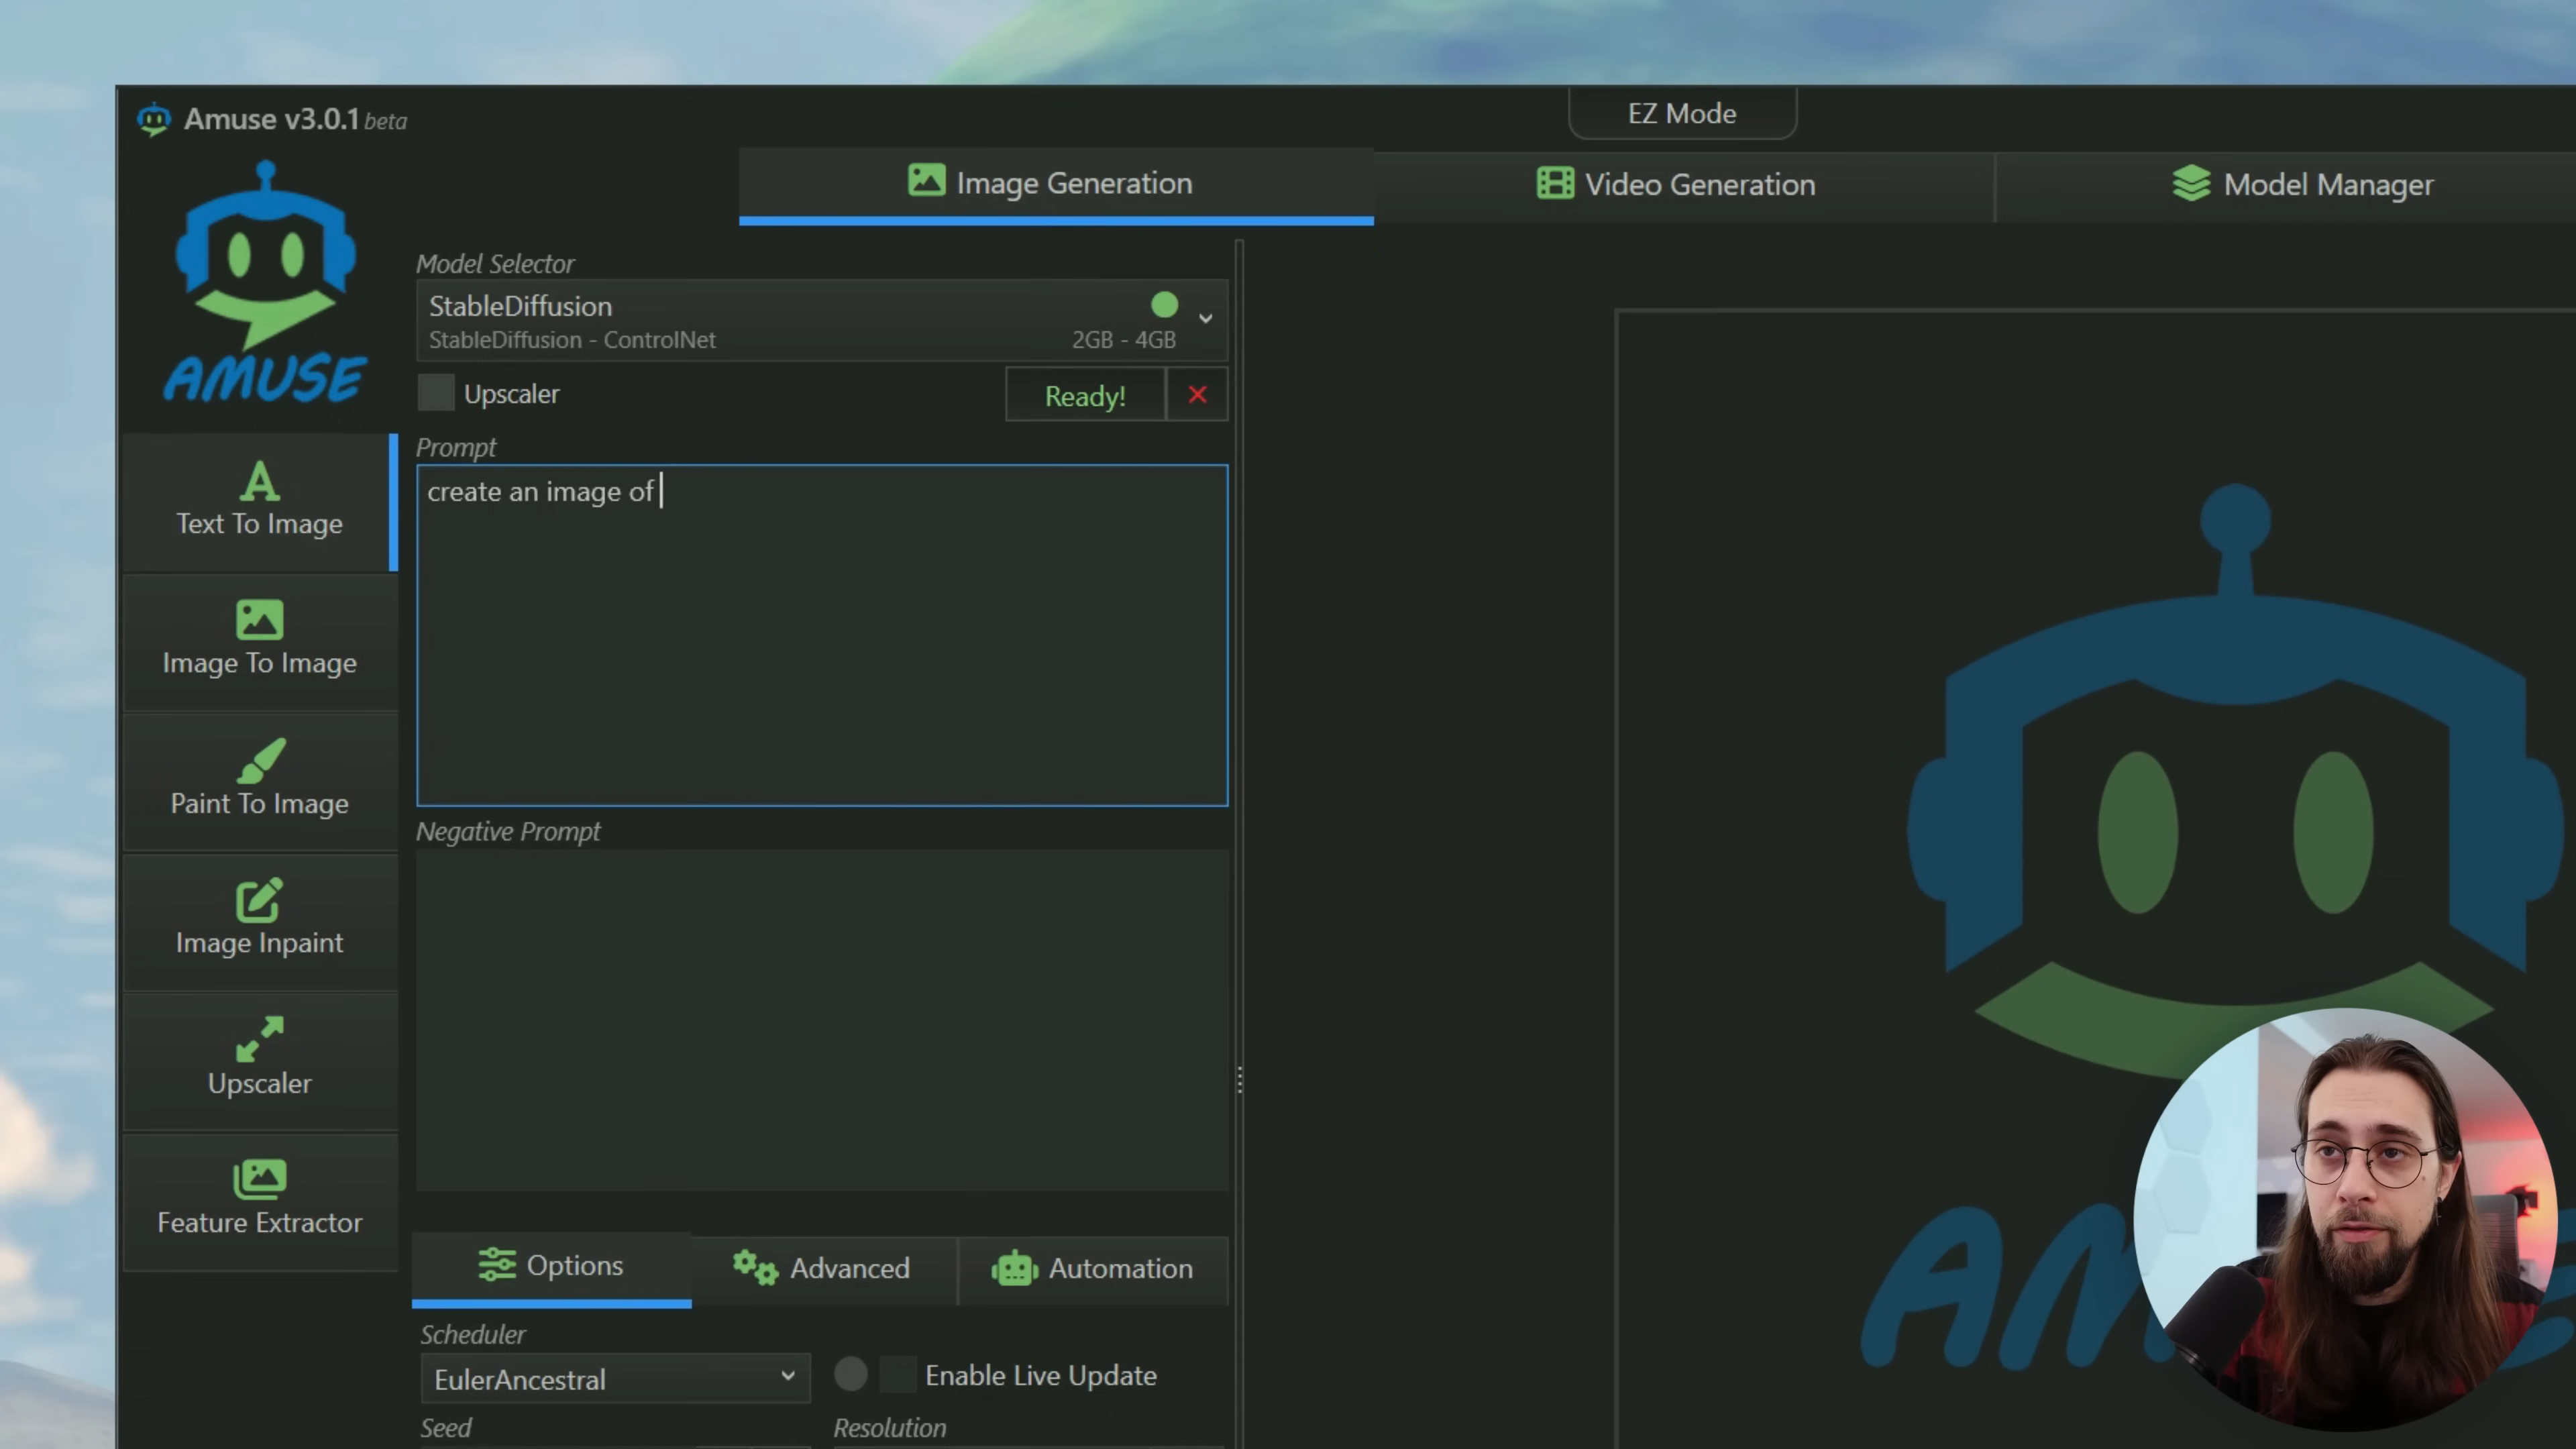 Amuse v3.0.1 beta
EZ Mode
Image Generation
Video Generation
Model Manager
AMUSE
Model Selector
StableDiffusion
StableDiffusion - ControlNet
2GB - 4GB
Upscaler
Ready!
Prompt
create an image of
Text To Image
Image To Image
Paint To Image
Negative Prompt
Image Inpaint
Upscaler
Feature Extractor
Options
Advanced
Automation
Scheduler
EulerAncestral
Enable Live Update
Seed
Resolution